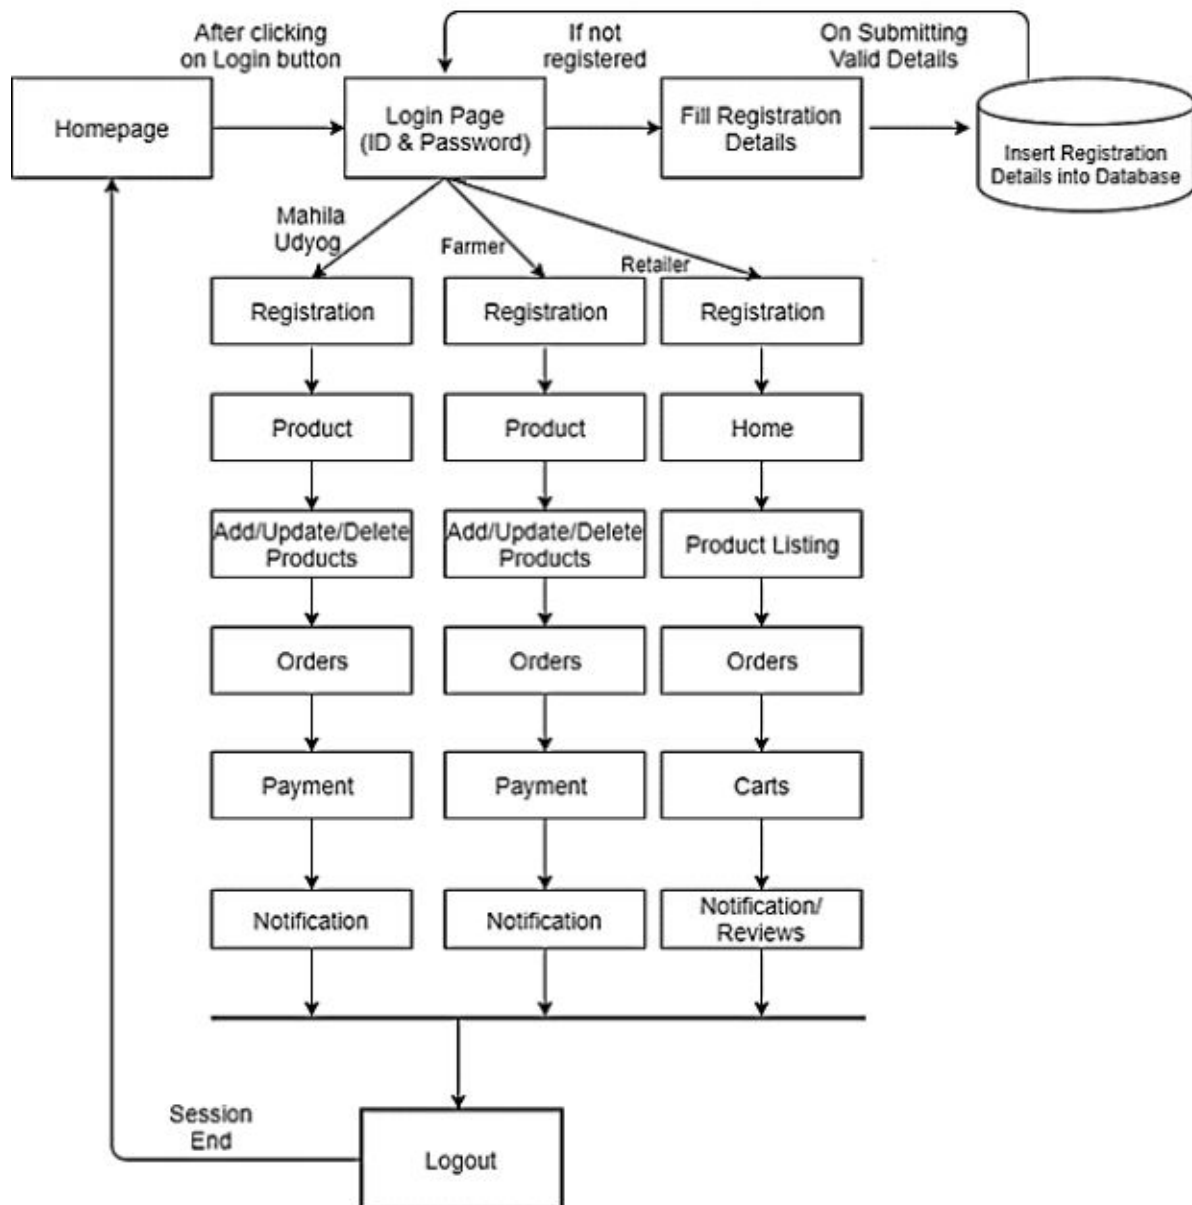 After clicking
on Login button
If not
registered
On Submitting
Valid Details
Homepage
Login Page
(ID & Password)
Fill Registration
Details
Insert Registration
Details into Database
Mahila
Udyog
Farmer
Retailer
Registration
Registration
Registration
Product
Product
Home
Add/Update/Delete
Products
Add/Update/Delete
Products
Product Listing
Orders
Orders
Orders
Payment
Payment
Carts
Notification
Notification
Notification/
Reviews
Session
End
Logout